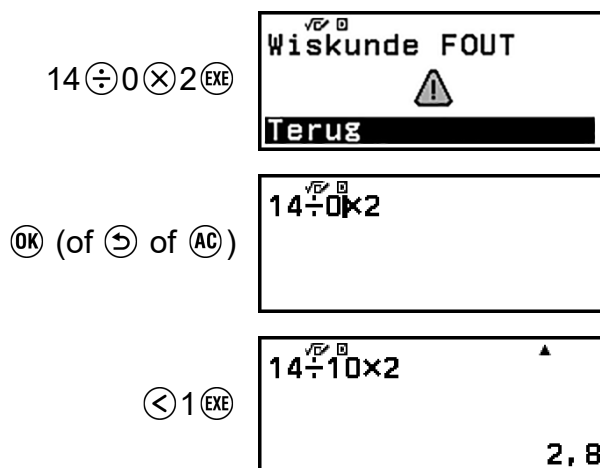 14÷0×2 EXE
√▱ D
Wiskunde FOUT
Terug
OK (of ↶ of AC)
√▱ D
14÷0×2
< 1 EXE
√▱ D ▲
14÷10×2
2,8